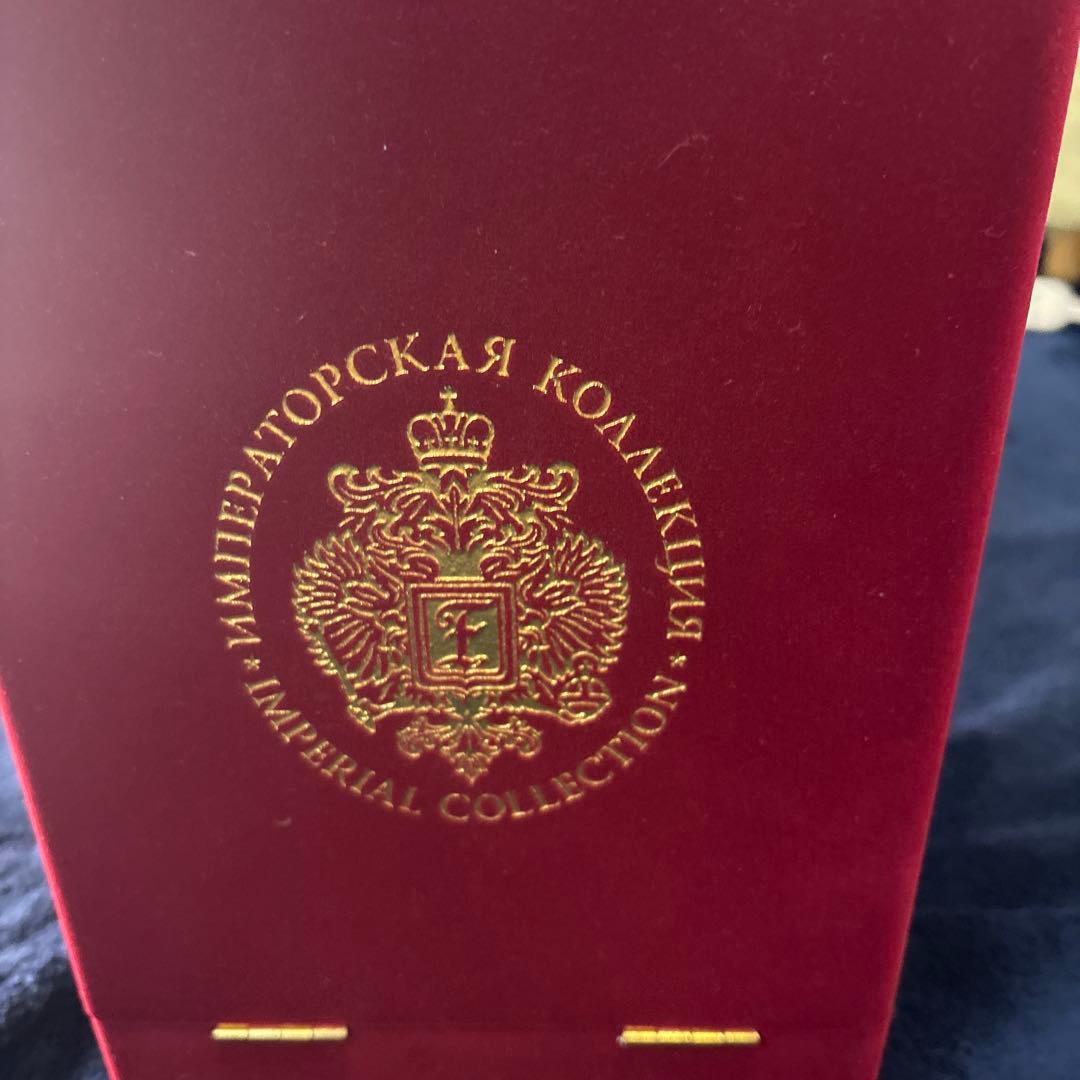 ИМПЕРАТОРСКАЯ КОЛЛЕКЦИЯ
F
* IMPERIAL COLLECTION *